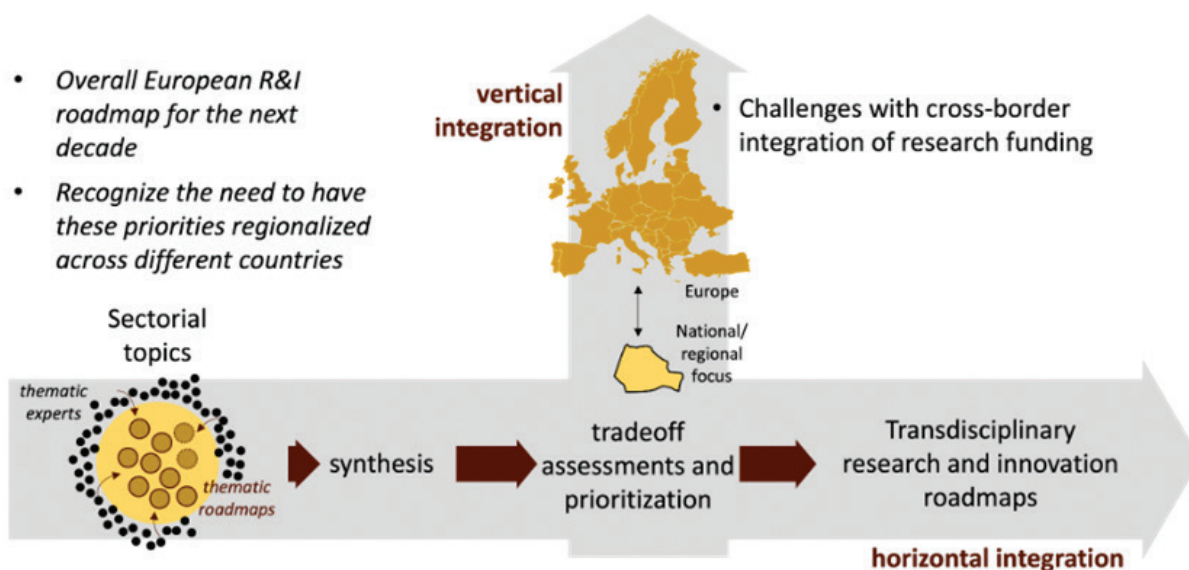 • Overall European R&I
roadmap for the next
decade
• Recognize the need to have
these priorities regionalized
across different countries
vertical
integration
• Challenges with cross-border
integration of research funding
Europe
National/
regional
focus
Sectorial
topics
thematic
experts
thematic
roadmaps
synthesis
tradeoff
assessments and
prioritization
Transdisciplinary
research and innovation
roadmaps
horizontal integration